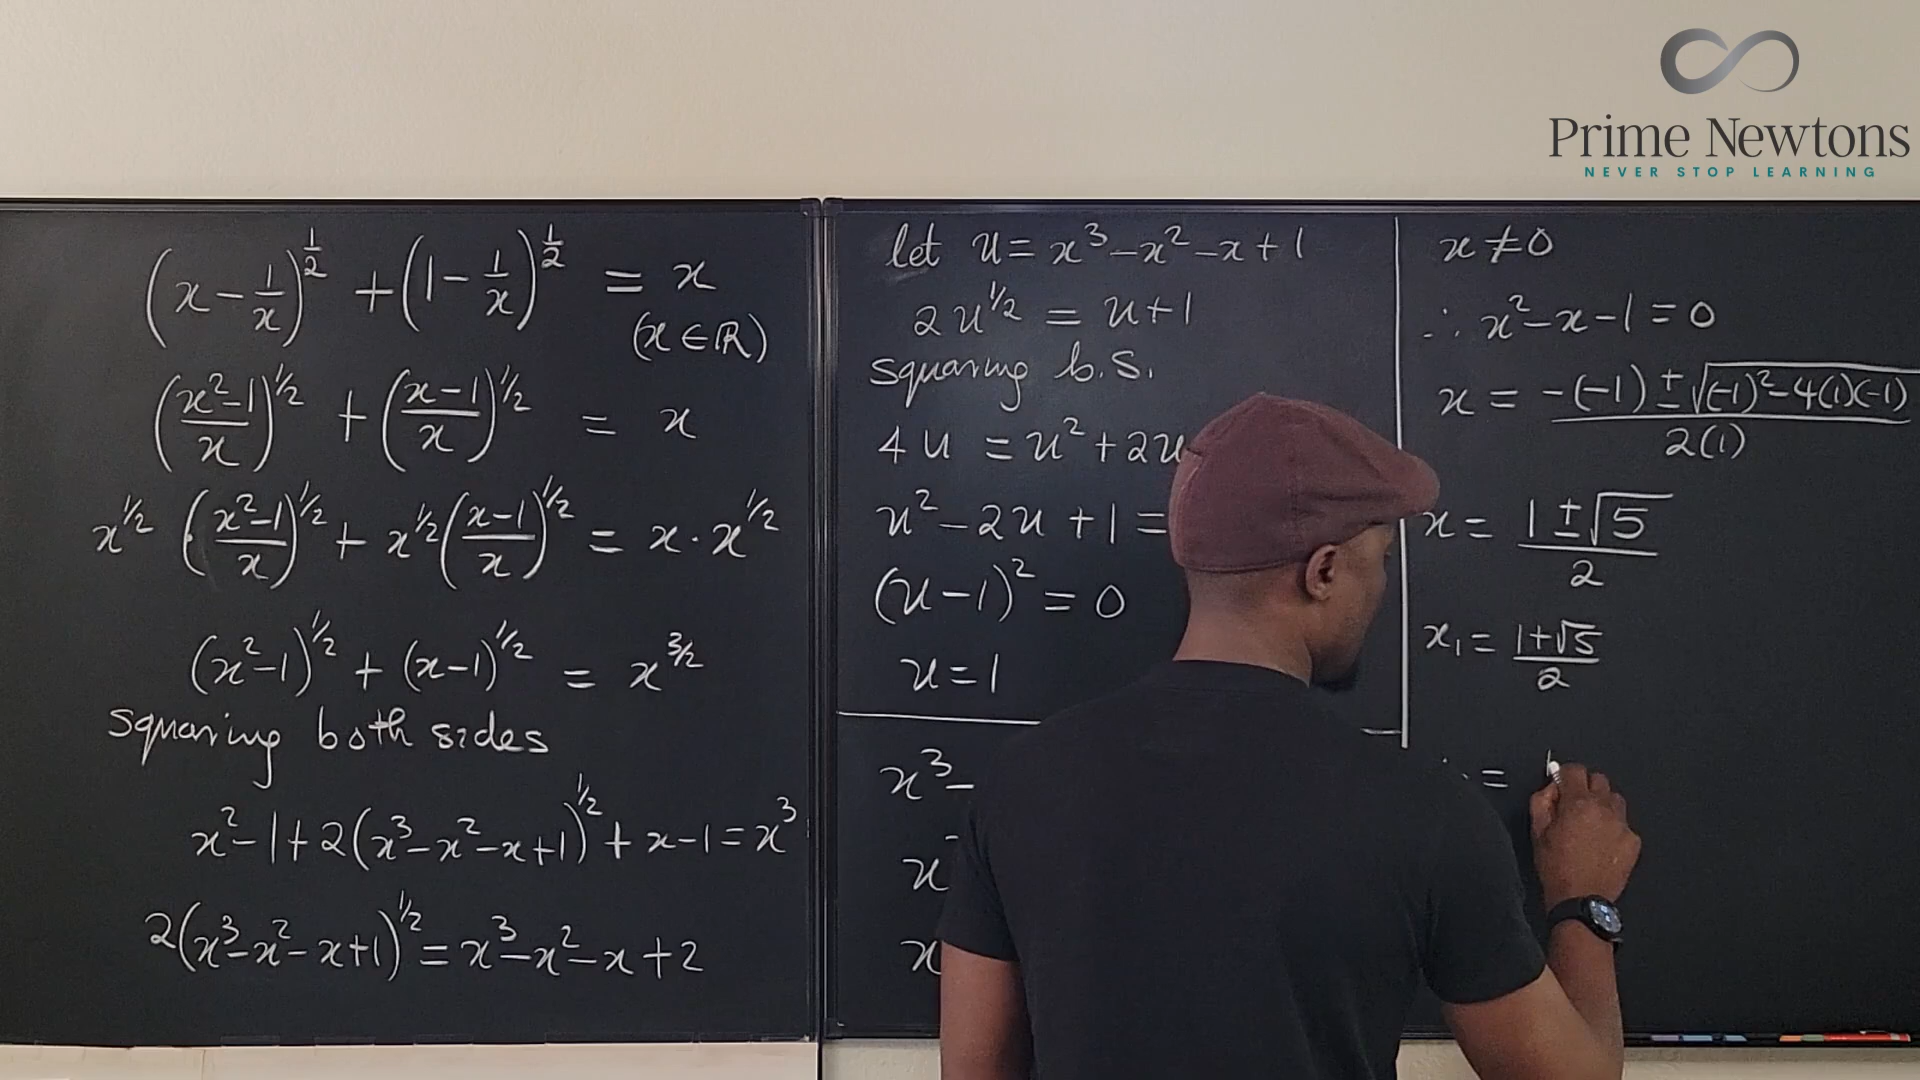 Prime Newtons
NEVER STOP LEARNING
(x - 1/x)^(1/2) + (1 - 1/x)^(1/2) = x
(x ∈ ℝ)
((x² - 1)/x)^(1/2) + ((x - 1)/x)^(1/2) = x
x^(1/2) ((x² - 1)/x)^(1/2) + x^(1/2) ((x - 1)/x)^(1/2) = x · x^(1/2)
(x² - 1)^(1/2) + (x - 1)^(1/2) = x^(3/2)
squaring both sides
x² - 1 + 2(x³ - x² - x + 1)^(1/2) + x - 1 = x³
2(x³ - x² - x + 1)^(1/2) = x³ - x² - x + 2
let u = x³ - x² - x + 1
2u^(1/2) = u + 1
squaring b.s.
4u = u² + 2u
u² - 2u + 1 =
(u - 1)² = 0
u = 1
x³ -
x
x
x ≠ 0
∴ x² - x - 1 = 0
x = (-(-1) ± √((-1)² - 4(1)(-1)))/2(1)
x = (1 ± √5)/2
x₁ = (1 + √5)/2
=